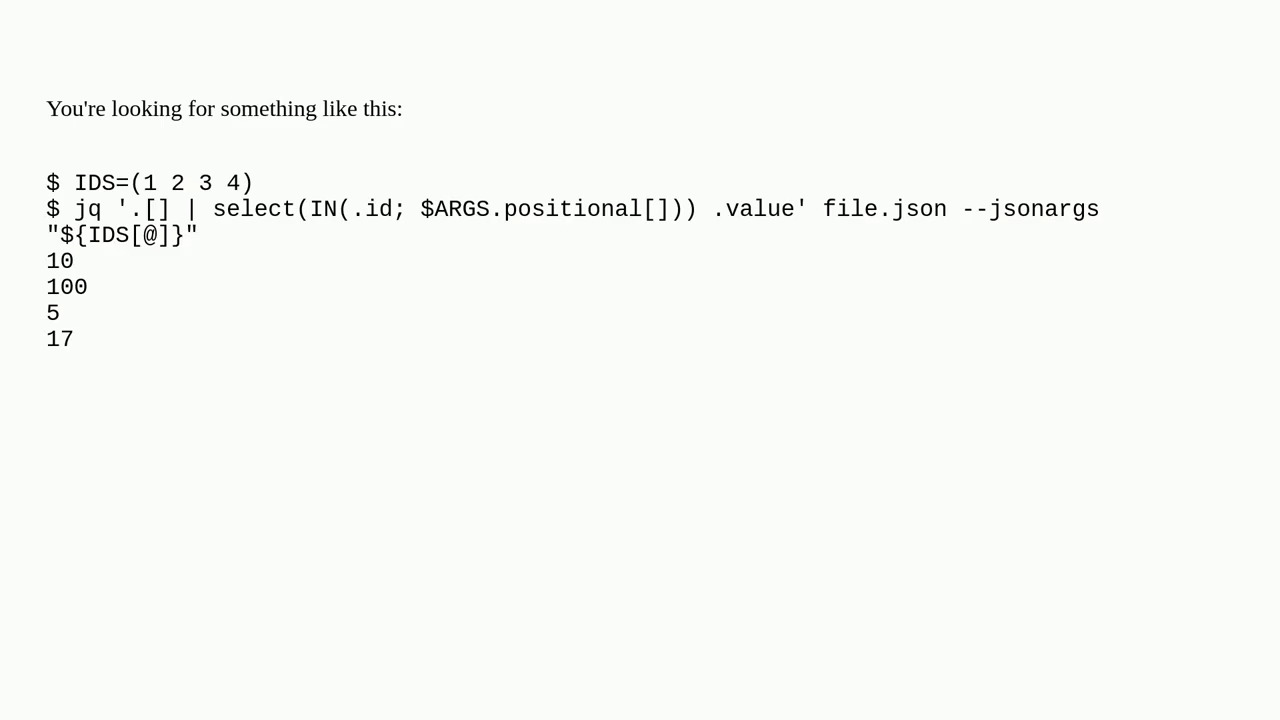 You're looking for something like this:
$ IDS=(1 2 3 4)
$ jq '.[] | select(IN(.id; $ARGS.positional[])) .value' file.json --jsonargs
"${IDS[@]}"
10
100
5
17